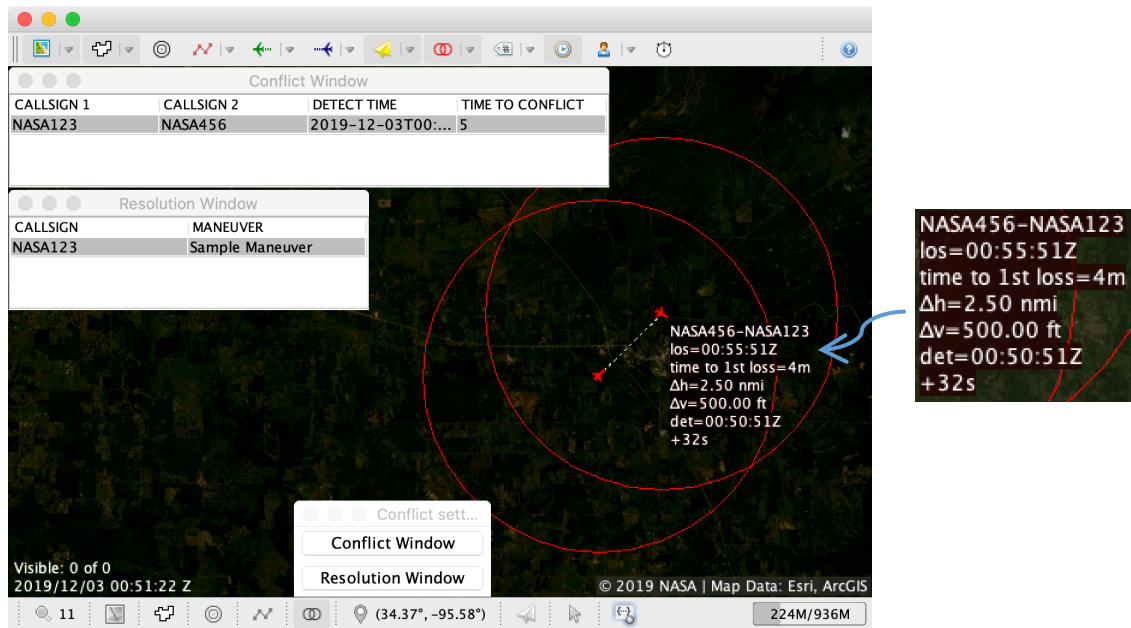 Conflict Window
CALLSIGN 1 CALLSIGN 2 DETECT TIME TIME TO CONFLICT
NASA123 NASA456 2019-12-03T00:... 5
Resolution Window
CALLSIGN MANEUVER
NASA123 Sample Maneuver
NASA456-NASA123
los=00:55:51Z
time to 1st loss=4m
Δh=2.50 nmi
Δv=500.00 ft
det=00:50:51Z
+32s
NASA456-NASA123
los=00:55:51Z
time to 1st loss=4m
Δh=2.50 nmi
Δv=500.00 ft
det=00:50:51Z
+32s
Conflict sett...
Conflict Window
Resolution Window
Visible: 0 of 0
2019/12/03 00:51:22 Z
© 2019 NASA | Map Data: Esri, ArcGIS
11 (34.37°, -95.58°) 224M/936M